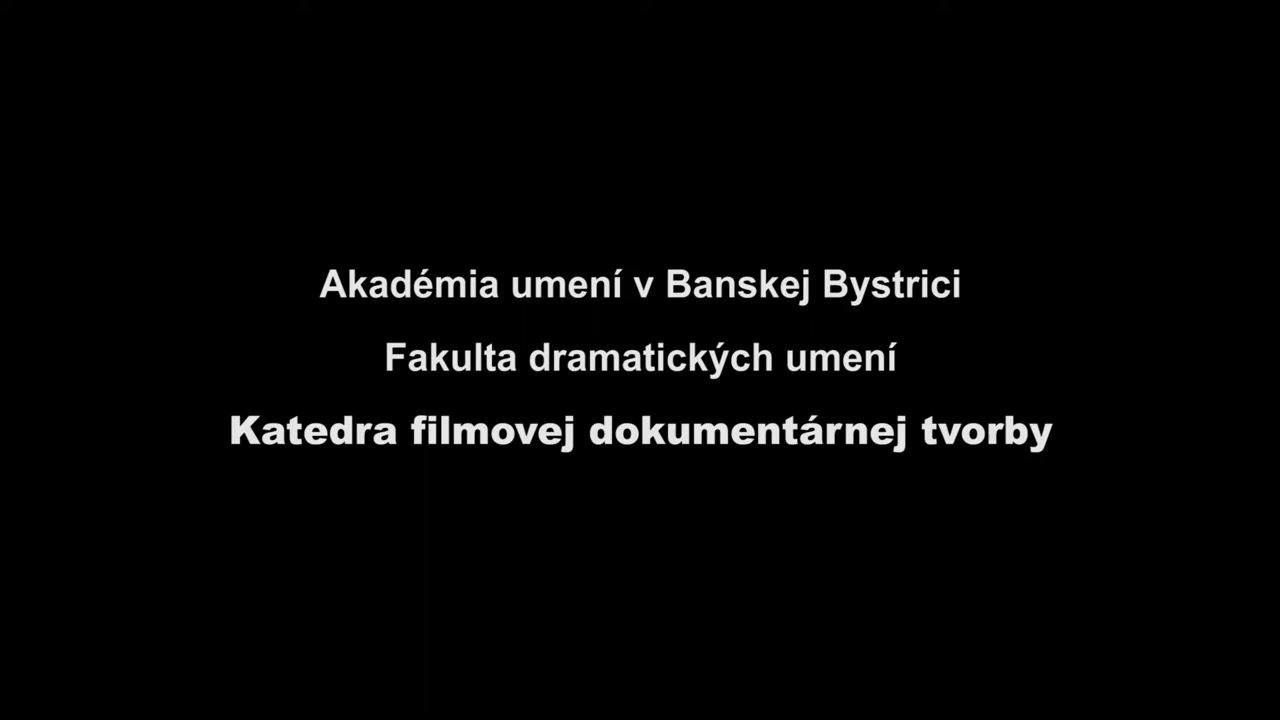 Akadémia umení v Banskej Bystrici
Fakulta dramatických umení
Katedra filmovej dokumentárnej tvorby